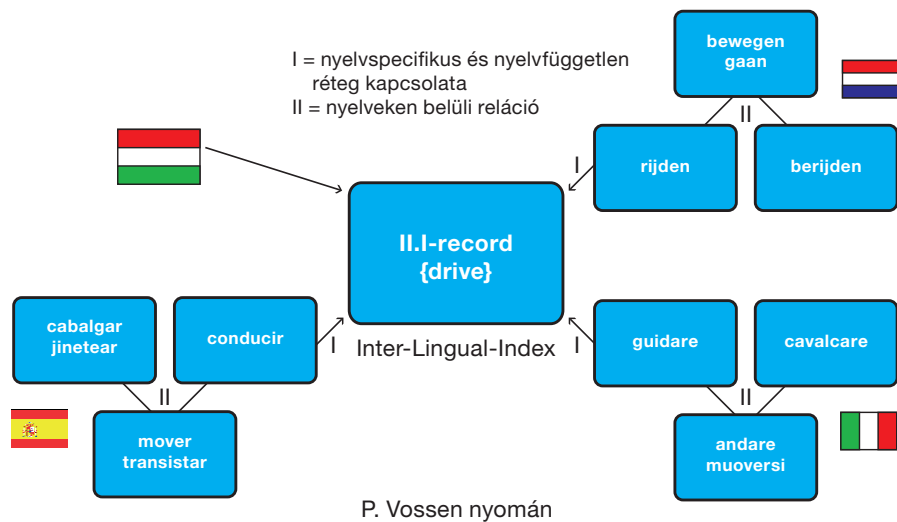 I = nyelvspecifikus és nyelvfüggetlen
réteg kapcsolata
II = nyelveken belüli reláció
bewegen
gaan
II
rijden
berijden
I
II.I-record
{drive}
Inter-Lingual-Index
cabalgar
jinetear
conducir
I
II
mover
transistar
I
guidare
cavalcare
II
andare
muoversi
P. Vossen nyomán